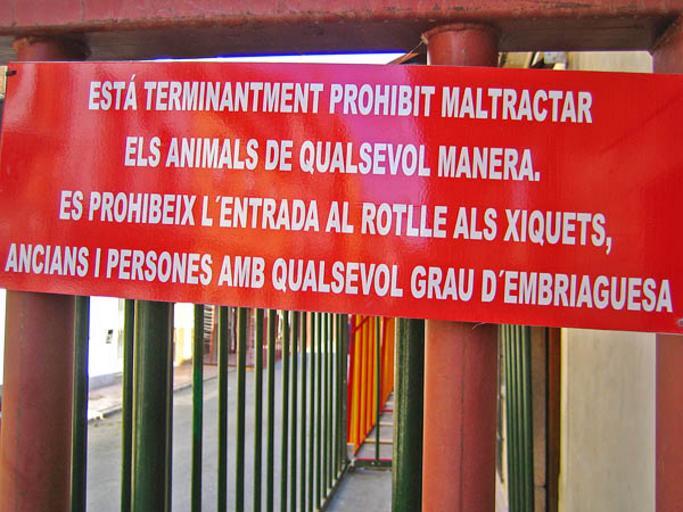 ESTÁ TERMINANTMENT PROHIBIT MALTRACTAR
ELS ANIMALS DE QUALSEVOL MANERA.
ES PROHIBEIX L´ENTRADA AL ROTLLE ALS XIQUETS,
ANCIANS I PERSONES AMB QUALSEVOL GRAU D´EMBRIAGUESA